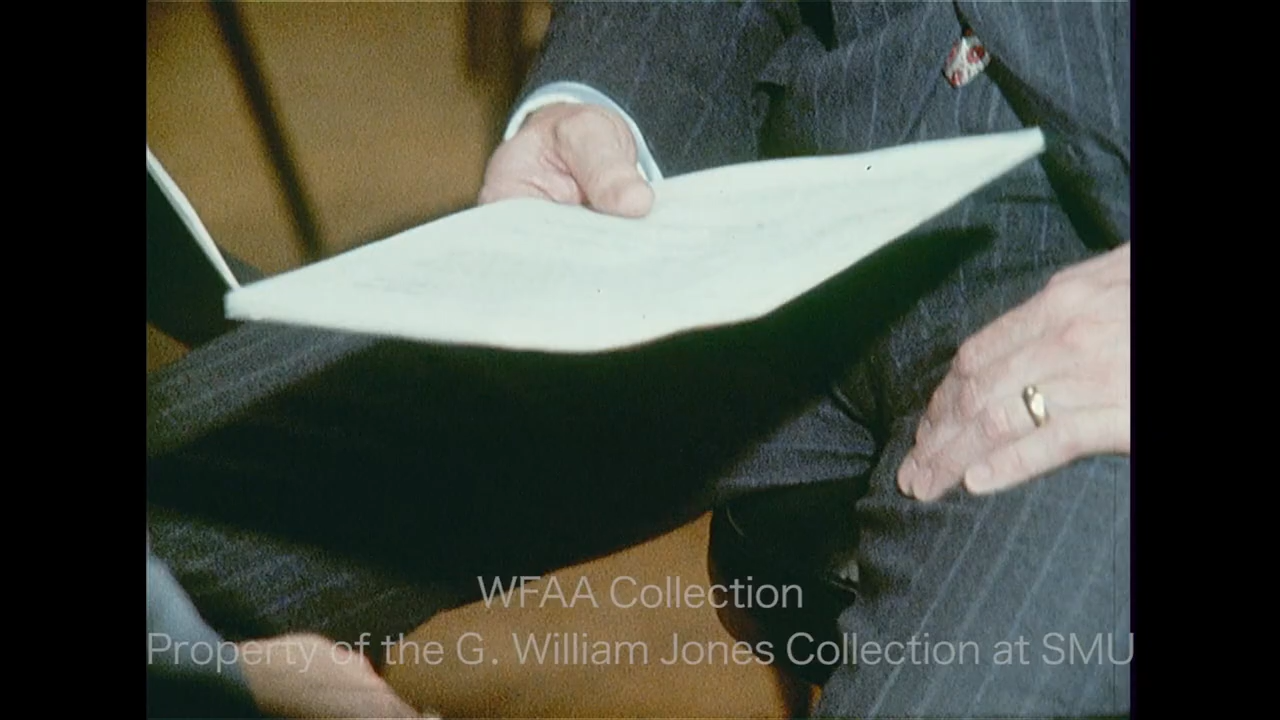 WFAA Collection
Property of the G. William Jones Collection at SMU